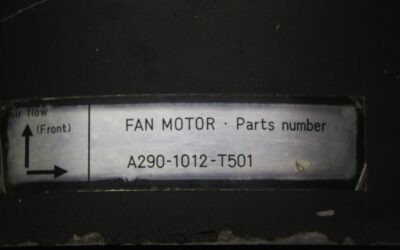 Air flow
(Front)
FAN MOTOR · Parts number
A290-1012-T501